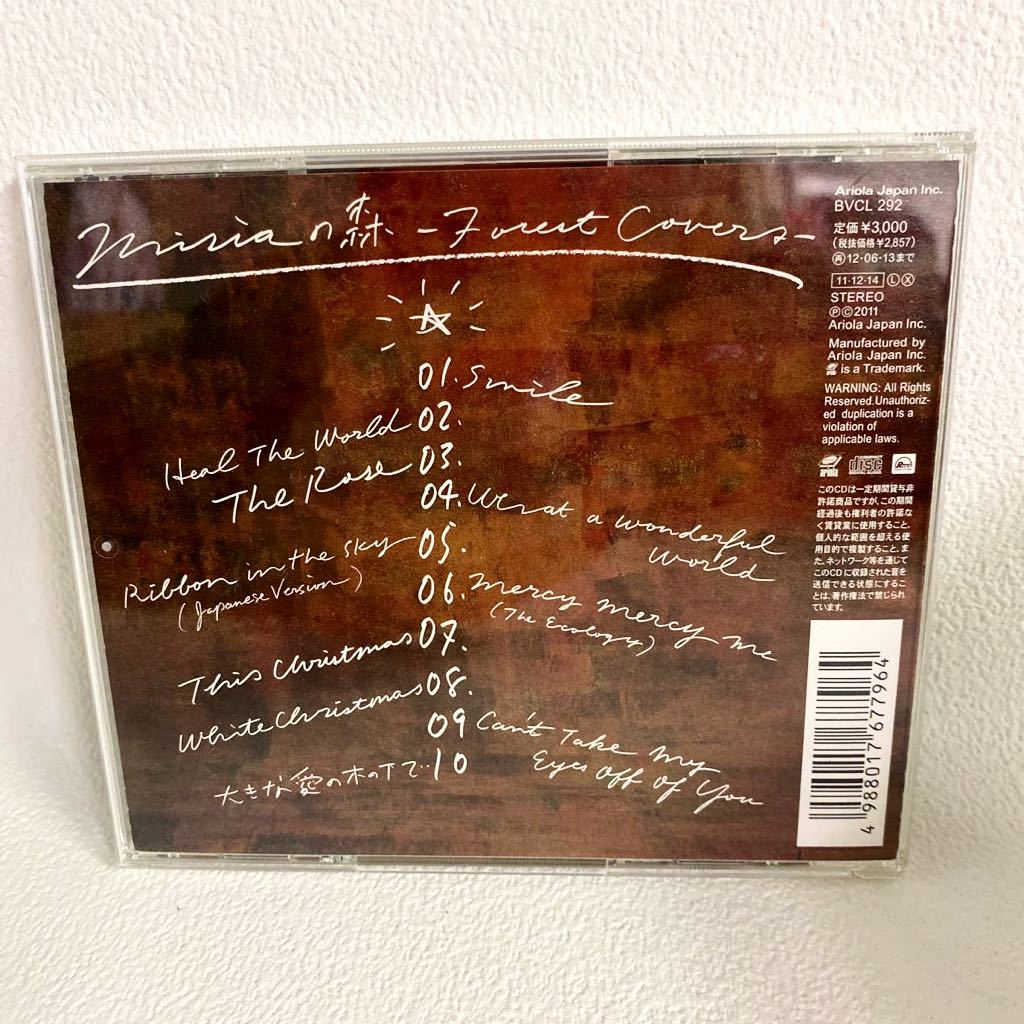 Misiaの森 - Forest Covers -
01. Smile
Heal The World 02.
The Rose 03.
04. What a wonderful
World
Ribbon in the Sky 05.
(Japanese Version)
06. Mercy Mercy me
(The Ecology)
This Christmas 07.
White Christmas 08.
09 Can't Take My
Eyes off of You
大きな愛の木の下で‥10
Ariola Japan Inc.
BVCL 292
定価¥3,000
(税抜価格¥2,857)
㊢12・06・13まで
11・12・14 Ⓛ Ⓧ
STEREO
Ⓟ©2011
Ariola Japan Inc.
Manufactured by
Ariola Japan Inc.
is a Trademark.
WARNING: All Rights
Reserved.Unauthoriz-
ed duplication is a
violation of
applicable laws.
ariola
COMPACT
disc
DIGITAL AUDIO
このCDは一定期間貸与非
許諾商品ですが、この期間
経過後も権利者の許諾な
く賃貸業に使用すること、
個人的な範囲を超える使
用目的で複製すること、ま
た、ネットワーク等を通じて
このCDに収録された音を
送信できる状態にするこ
とは、著作権法で禁じられ
ています。
4 988017 677964